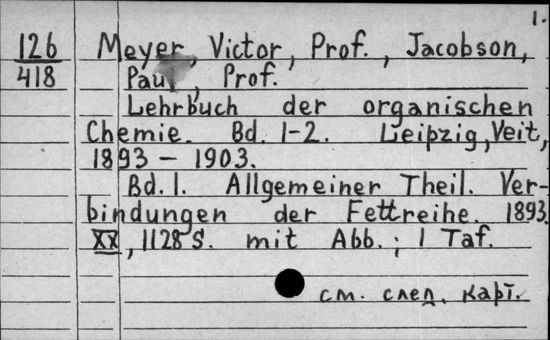 1.
126 Meyer, Victor, Prof., Jacobson,
418 Paul, Prof.
Lehrbuch der organischen
Chemie. Bd. 1-2. Leipzig, Veit,
1893 – 1903.
Bd. 1. Allgemeiner Theil. Ver-
bindungen der Fettreihe. 1893.
XX, 1128 S. mit Abb.; 1 Taf.
см. след. карт.